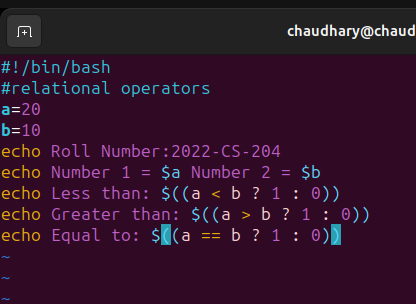 chaudhary@chaud
#!/bin/bash
#relational operators
a=20
b=10
echo Roll Number:2022-CS-204
echo Number 1 = $a Number 2 = $b
echo Less than: $((a < b ? 1 : 0))
echo Greater than: $((a > b ? 1 : 0))
echo Equal to: $((a == b ? 1 : 0))
~
~
~